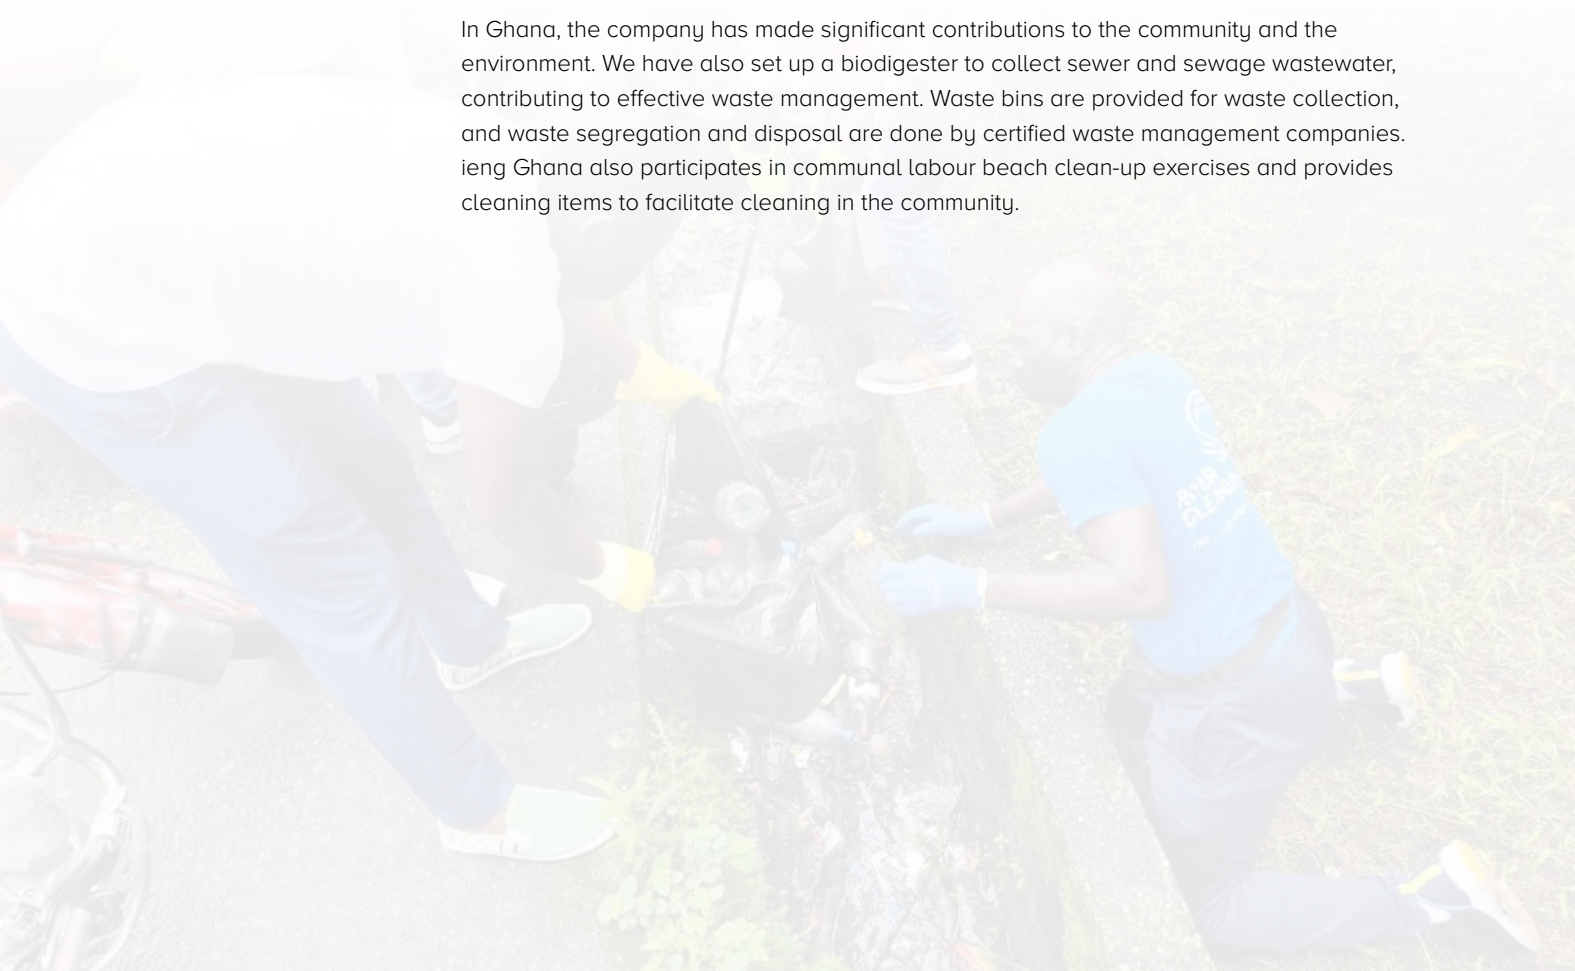 In Ghana, the company has made significant contributions to the community and the
environment. We have also set up a biodigester to collect sewer and sewage wastewater,
contributing to effective waste management. Waste bins are provided for waste collection,
and waste segregation and disposal are done by certified waste management companies.
ieng Ghana also participates in communal labour beach clean-up exercises and provides
cleaning items to facilitate cleaning in the community.
RIVER
CLEANUP